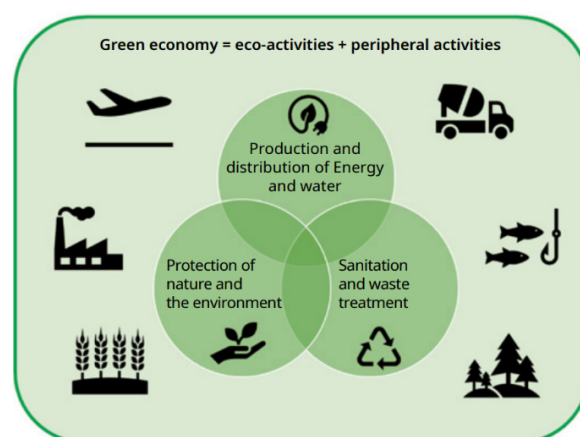 Green economy = eco-activities + peripheral activities
Production and
distribution of Energy
and water
Protection of
nature and
the environment
Sanitation
and waste
treatment